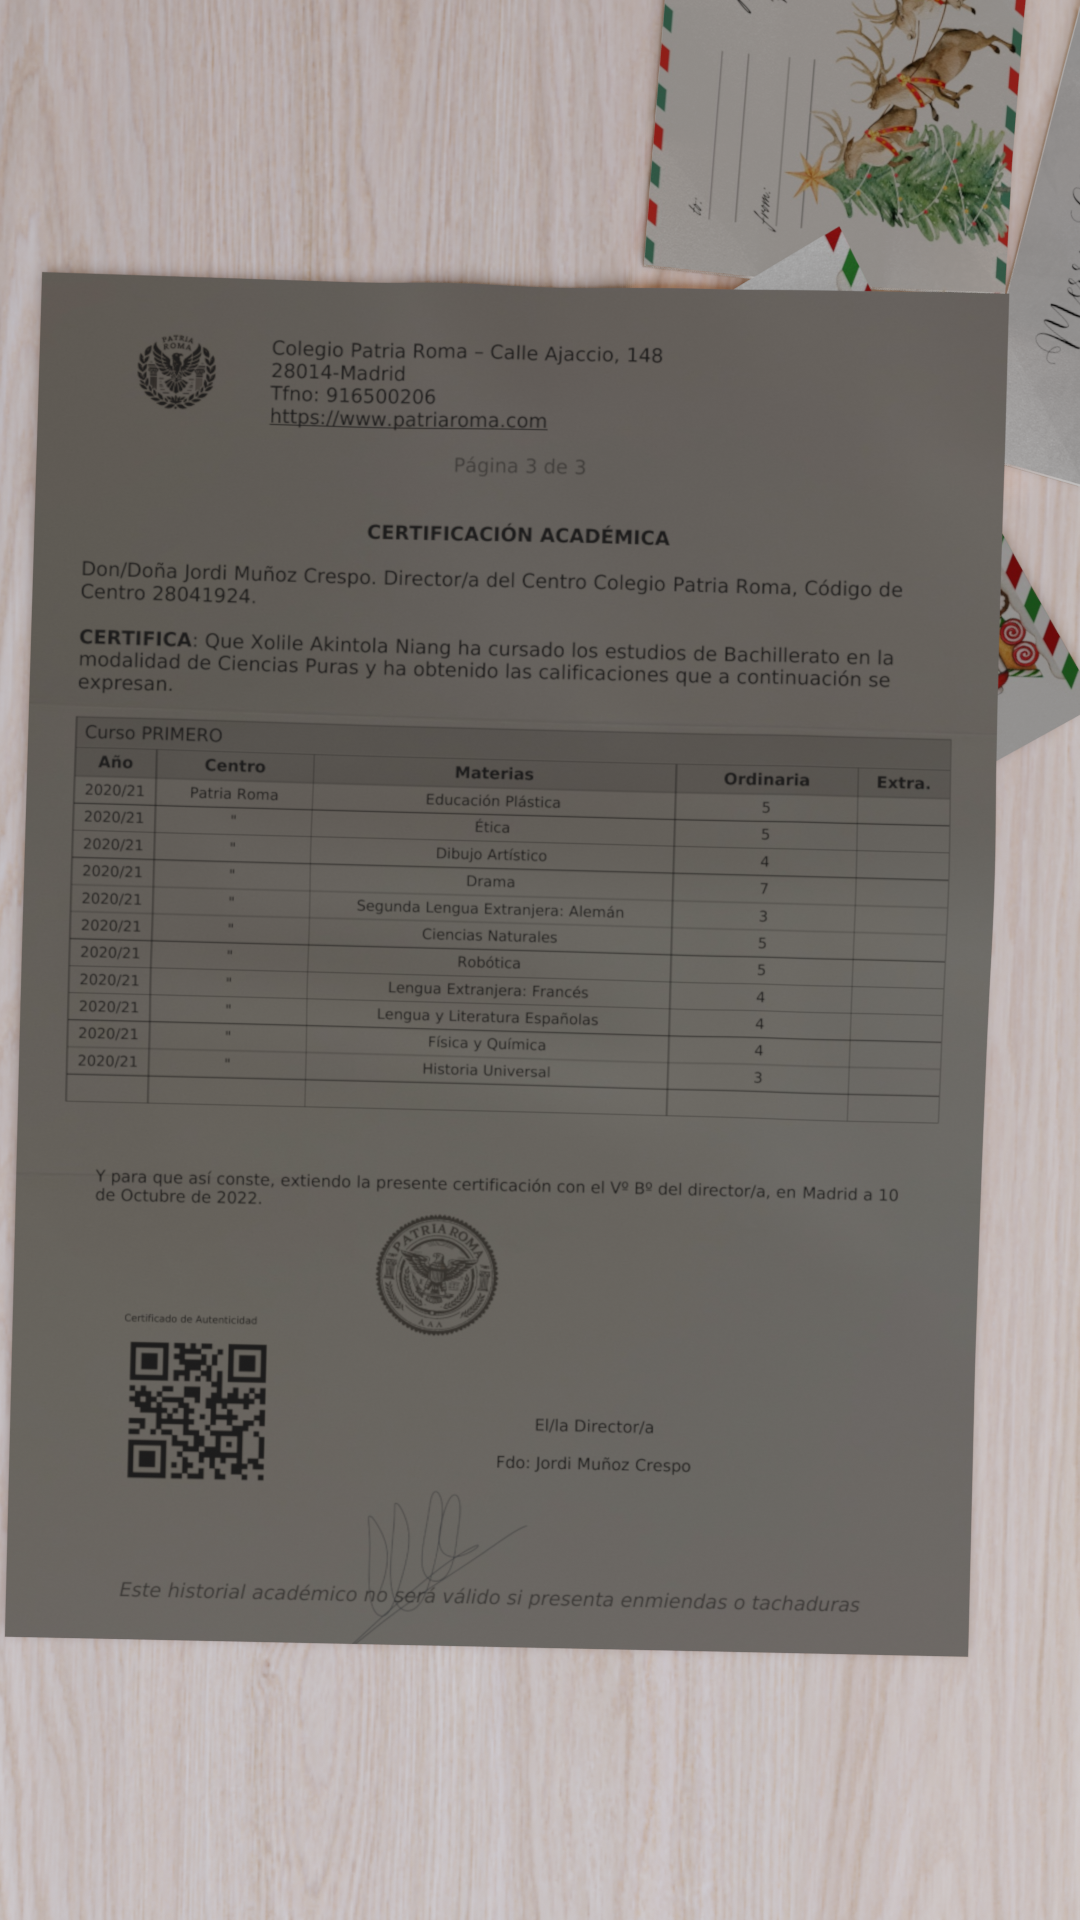 to:
from:
PATRIA
ROMA
Colegio Patria Roma – Calle Ajaccio, 148
28014-Madrid
Tfno: 916500206
https://www.patriaroma.com
Página 3 de 3
CERTIFICACIÓN ACADÉMICA
Don/Doña Jordi Muñoz Crespo. Director/a del Centro Colegio Patria Roma, Código de
Centro 28041924.
CERTIFICA: Que Xolile Akintola Niang ha cursado los estudios de Bachillerato en la
modalidad de Ciencias Puras y ha obtenido las calificaciones que a continuación se
expresan.
Curso PRIMERO
Año Centro Materias Ordinaria Extra.
2020/21 Patria Roma Educación Plástica 5
2020/21 " Ética 5
2020/21 " Dibujo Artístico 4
2020/21 " Drama 7
2020/21 " Segunda Lengua Extranjera: Alemán 3
2020/21 " Ciencias Naturales 5
2020/21 " Robótica 5
2020/21 " Lengua Extranjera: Francés 4
2020/21 " Lengua y Literatura Españolas 4
2020/21 " Física y Química 4
2020/21 " Historia Universal 3
Y para que así conste, extiendo la presente certificación con el Vº Bº del director/a, en Madrid a 10
de Octubre de 2022.
PATRIA ROMA
A A A
Certificado de Autenticidad
El/la Director/a
Fdo: Jordi Muñoz Crespo
Este historial académico no será válido si presenta enmiendas o tachaduras